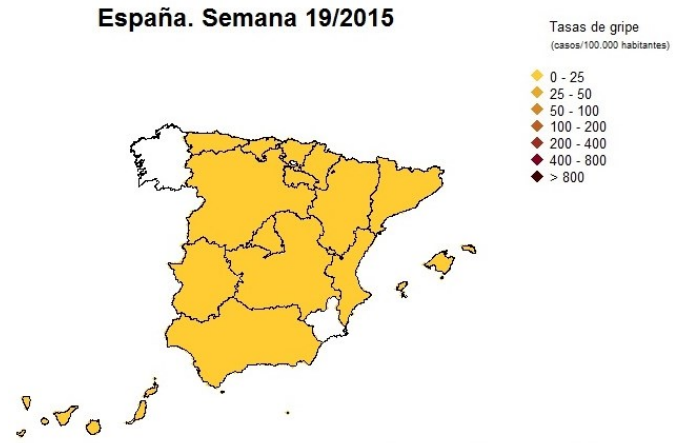 España. Semana 19/2015
Tasas de gripe
(casos/100.000 habitantes)
0 - 25
25 - 50
50 - 100
100 - 200
200 - 400
400 - 800
> 800